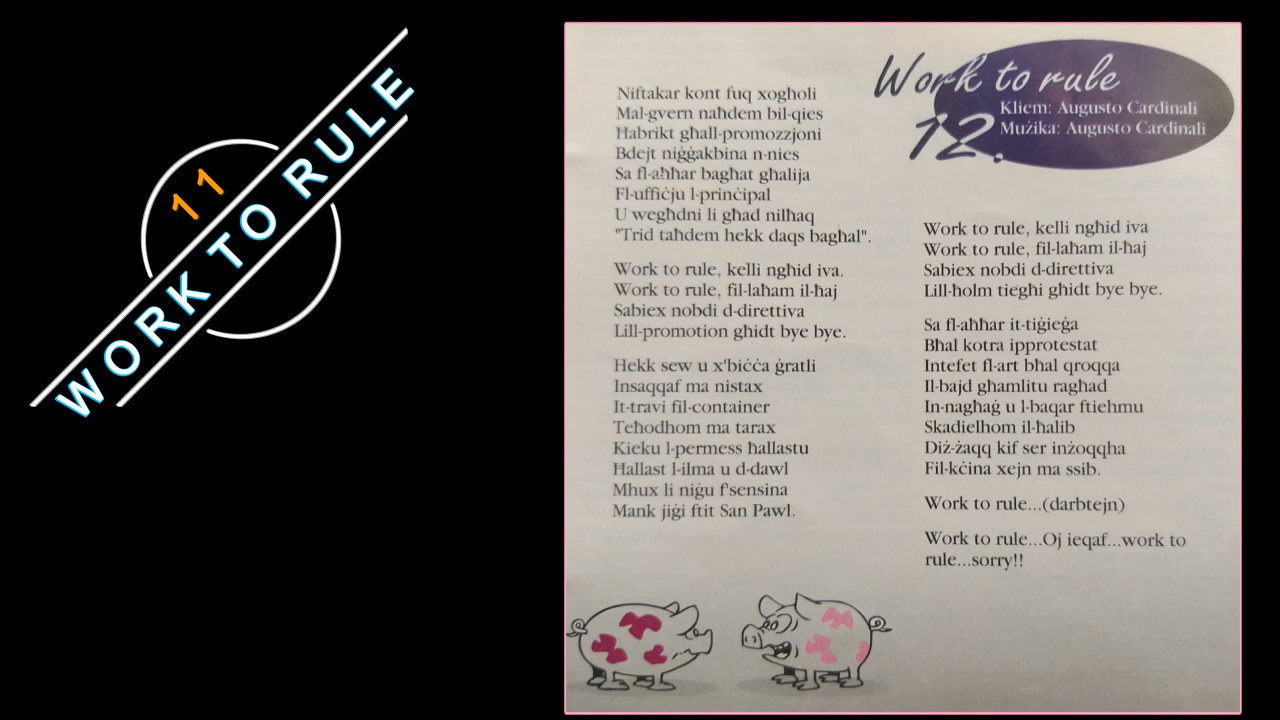 11
WORK TO RULE
Work to rule
12.
Kliem: Augusto Cardinali
Mużika: Augusto Cardinali
Niftakar kont fuq xogħoli
Mal-gvern naħdem bil-qies
Ħabrikt għall-promozzjoni
Bdejt niġġakbina n-nies
Sa fl-aħħar bagħat għalija
Fl-uffiċju l-prinċipal
U wegħdni li għad nilħaq
"Trid taħdem hekk daqs bagħal".
Work to rule, kelli ngħid iva.
Work to rule, fil-laħam il-ħaj
Sabiex nobdi d-direttiva
Lill-promotion għidt bye bye.
Hekk sew u x'biċċa ġratli
Insaqqaf ma nistax
It-travi fil-container
Teħodhom ma tarax
Kieku l-permess ħallastu
Ħallast l-ilma u d-dawl
Mhux li niġu f'sensina
Mank jiġi ftit San Pawl.
Work to rule, kelli ngħid iva
Work to rule, fil-laħam il-ħaj
Sabiex nobdi d-direttiva
Lill-ħolm tiegħi għidt bye bye.
Sa fl-aħħar it-tiġieġa
Bħal kotra ipprotestat
Intefet fl-art bħal qroqqa
Il-bajd għamlitu ragħad
In-nagħaġ u l-baqar ftiehmu
Skadielhom il-ħalib
Diż-żaqq kif ser inżoqqha
Fil-kċina xejn ma ssib.
Work to rule...(darbtejn)
Work to rule...Oj ieqaf...work to
rule...sorry!!